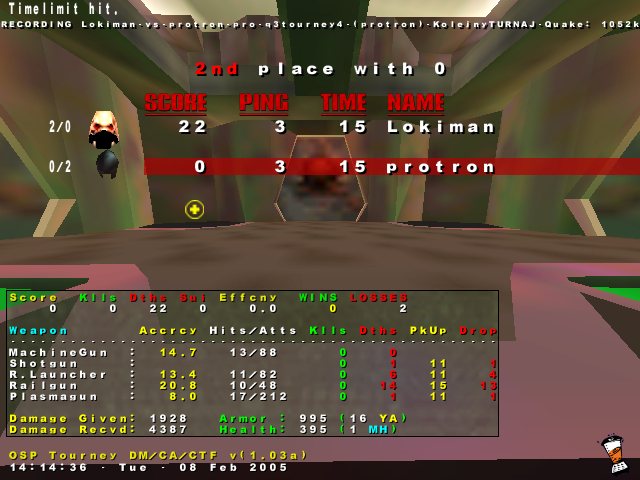 Timelimit hit.
RECORDING Lokiman-vs-protron-pro-q3tourney4-(protron)-KoleinyTURNAJ-Quake: 1052k
2nd place with 0
SCORE PING TIME NAME
2/0 22 3 15 Lokiman
0/2 0 3 15 protron
Score Klls Dths Sui Effcny WINS LOSSES
0 0 22 0 0.0 0 2
Weapon Accrcy Hits/Atts Klls Dths PkUp Drop
MachineGun : 14.7 13/88 0 0
Shotgun : 0 1 11 1
R.Launcher : 13.4 11/82 0 6 11 4
Railgun : 20.8 10/48 0 14 15 13
Plasmagun : 8.0 17/212 0 1 11 1
Damage Given: 1928 Armor : 995 (16 YA)
Damage Recvd: 4387 Health: 395 (1 MH)
OSP Tourney DM/CA/CTF v(1.03a)
14:14:36 - Tue - 08 Feb 2005